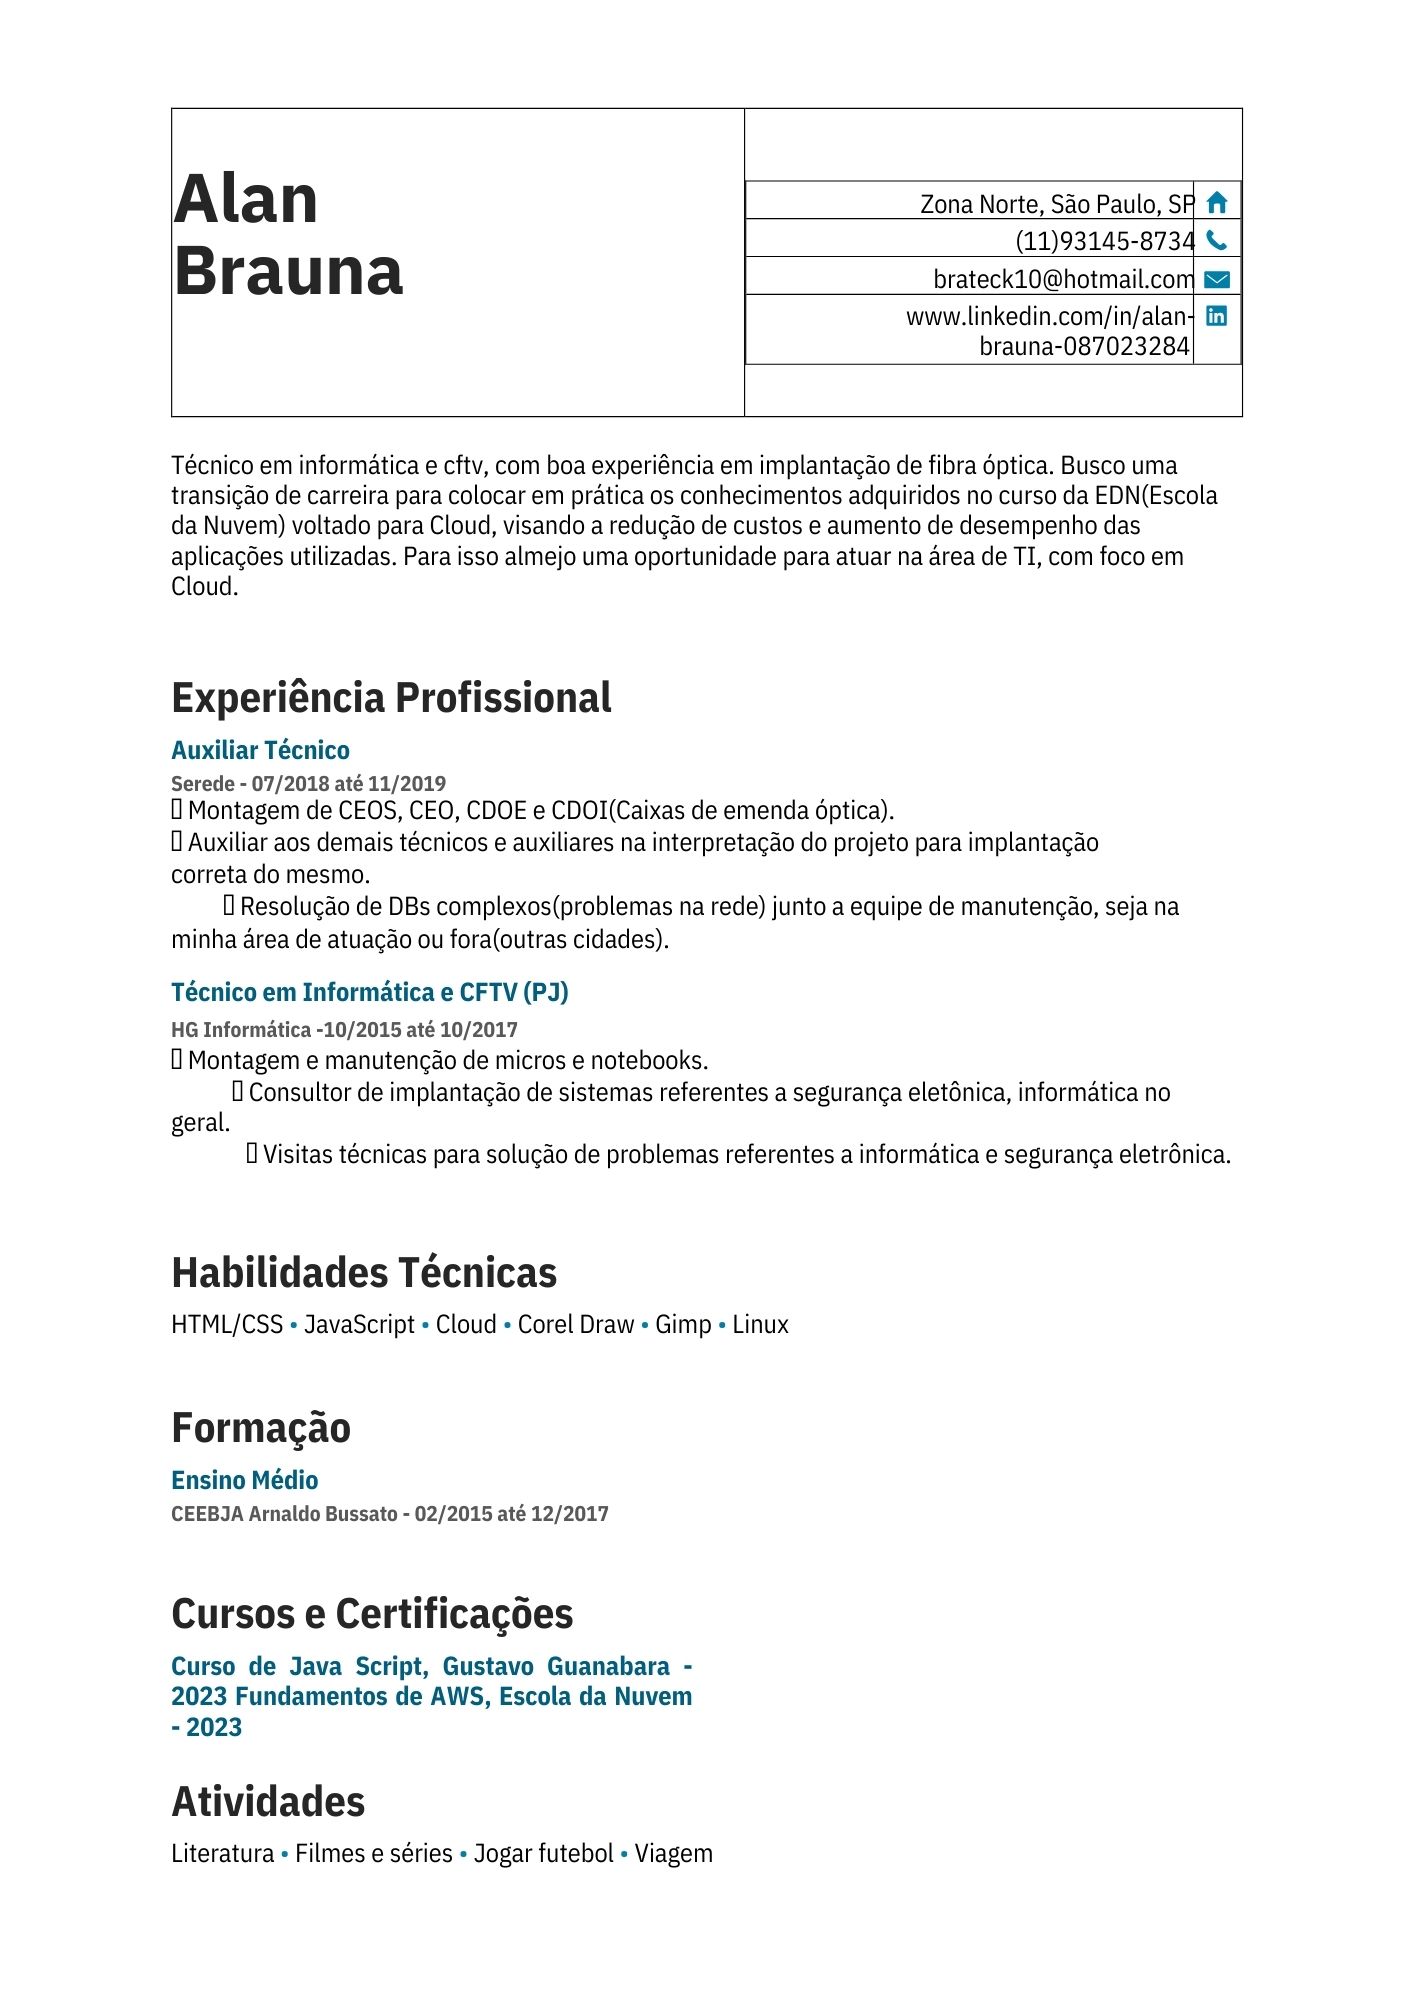 Alan
Brauna
Zona Norte, São Paulo, SP
(11)93145-8734
brateck10@hotmail.com
www.linkedin.com/in/alan-
brauna-087023284
Técnico em informática e cftv, com boa experiência em implantação de fibra óptica. Busco uma
transição de carreira para colocar em prática os conhecimentos adquiridos no curso da EDN(Escola
da Nuvem) voltado para Cloud, visando a redução de custos e aumento de desempenho das
aplicações utilizadas. Para isso almejo uma oportunidade para atuar na área de TI, com foco em
Cloud.
Experiência Profissional
Auxiliar Técnico
Serede - 07/2018 até 11/2019
▯ Montagem de CEOS, CEO, CDOE e CDOI(Caixas de emenda óptica).
▯ Auxiliar aos demais técnicos e auxiliares na interpretação do projeto para implantação
correta do mesmo.
▯ Resolução de DBs complexos(problemas na rede) junto a equipe de manutenção, seja na
minha área de atuação ou fora(outras cidades).
Técnico em Informática e CFTV (PJ)
HG Informática -10/2015 até 10/2017
▯ Montagem e manutenção de micros e notebooks.
▯ Consultor de implantação de sistemas referentes a segurança eletônica, informática no
geral.
▯ Visitas técnicas para solução de problemas referentes a informática e segurança eletrônica.
Habilidades Técnicas
HTML/CSS • JavaScript • Cloud • Corel Draw • Gimp • Linux
Formação
Ensino Médio
CEEBJA Arnaldo Bussato - 02/2015 até 12/2017
Cursos e Certificações
Curso de Java Script, Gustavo Guanabara -
2023 Fundamentos de AWS, Escola da Nuvem
- 2023
Atividades
Literatura • Filmes e séries • Jogar futebol • Viagem